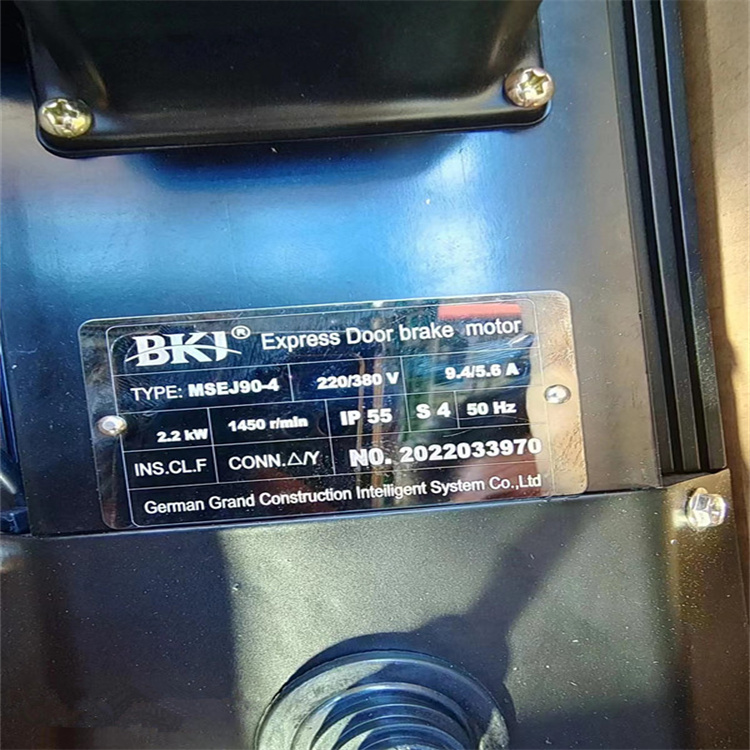 BKJ® Express Door brake motor
TYPE: MSEJ90-4 220/380 V 9.4/5.6 A
2.2 kW 1450 r/min IP 55 S 4 50 Hz
INS.CL.F CONN.△/Y NO. 2022033970
German Grand Construction Intelligent System Co.,Ltd